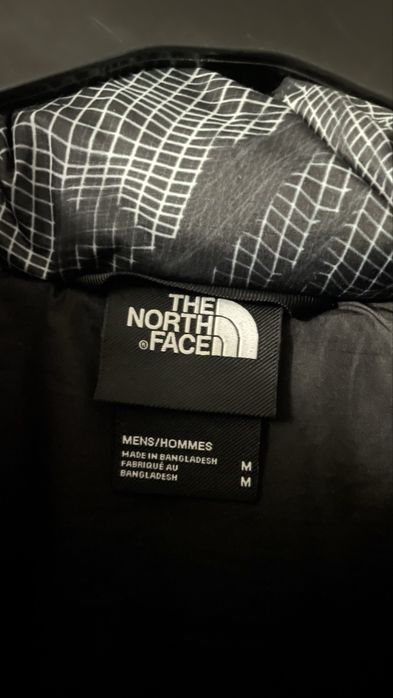 THE
NORTH
®FACE
MENS/HOMMES
MADE IN BANGLADESH M
FABRIQUÉ AU
BANGLADESH M